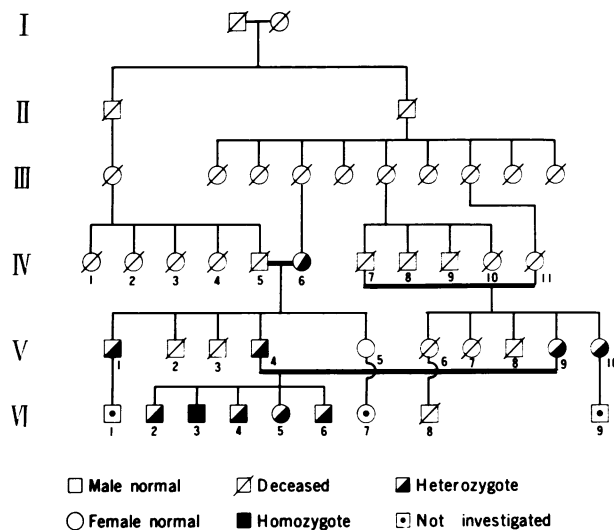 I
II
III
IV
1 2 3 4 5 6 7 8 9 10 11
V
1 2 3 4 5 6 7 8 9 10
VI
1 2 3 4 5 6 7 8 9
Male normal Deceased Heterozygote
Female normal Homozygote Not investigated